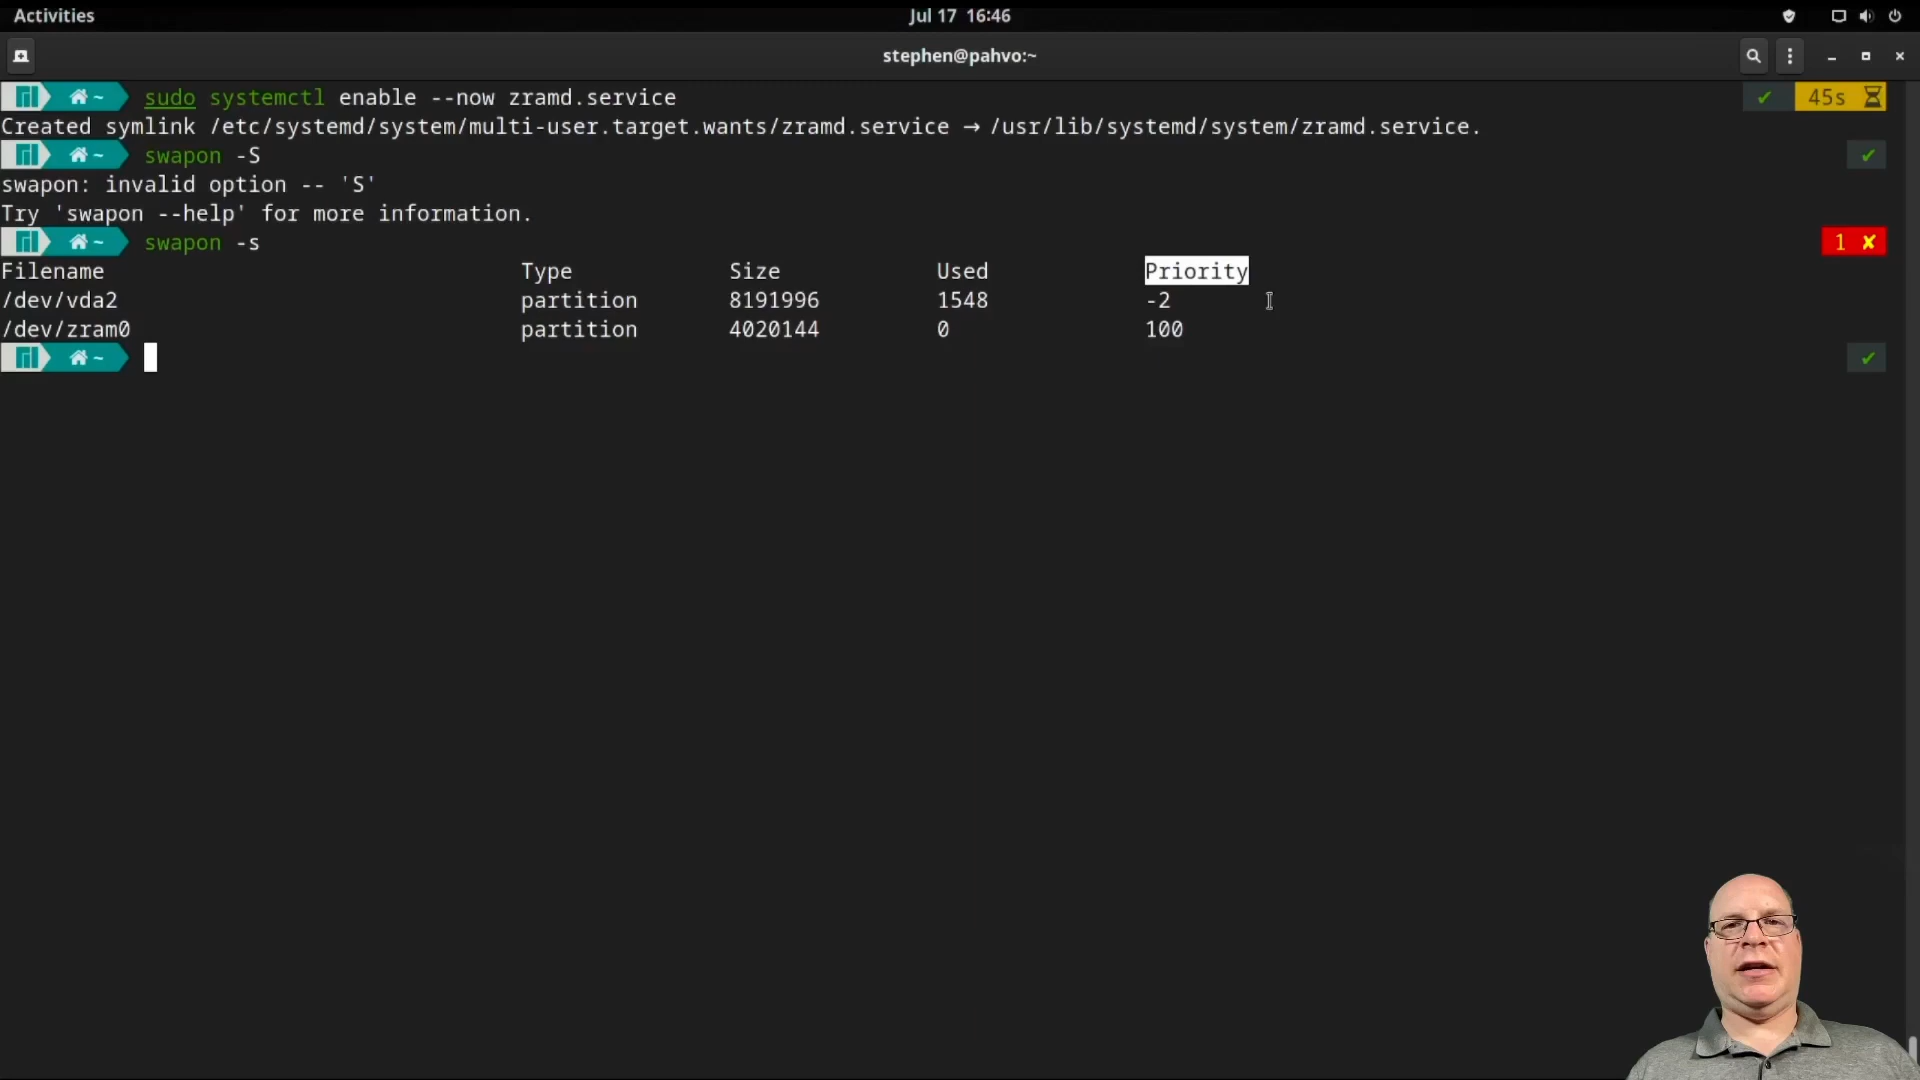 Activities
Jul 17 16:46
stephen@pahvo:~
~ sudo systemctl enable --now zramd.service ✔ 45s
Created symlink /etc/systemd/system/multi-user.target.wants/zramd.service → /usr/lib/systemd/system/zramd.service.
~ swapon -S ✔
swapon: invalid option -- 'S'
Try 'swapon --help' for more information.
~ swapon -s 1 ✘
Filename Type Size Used Priority
/dev/vda2 partition 8191996 1548 -2
/dev/zram0 partition 4020144 0 100
~ ✔